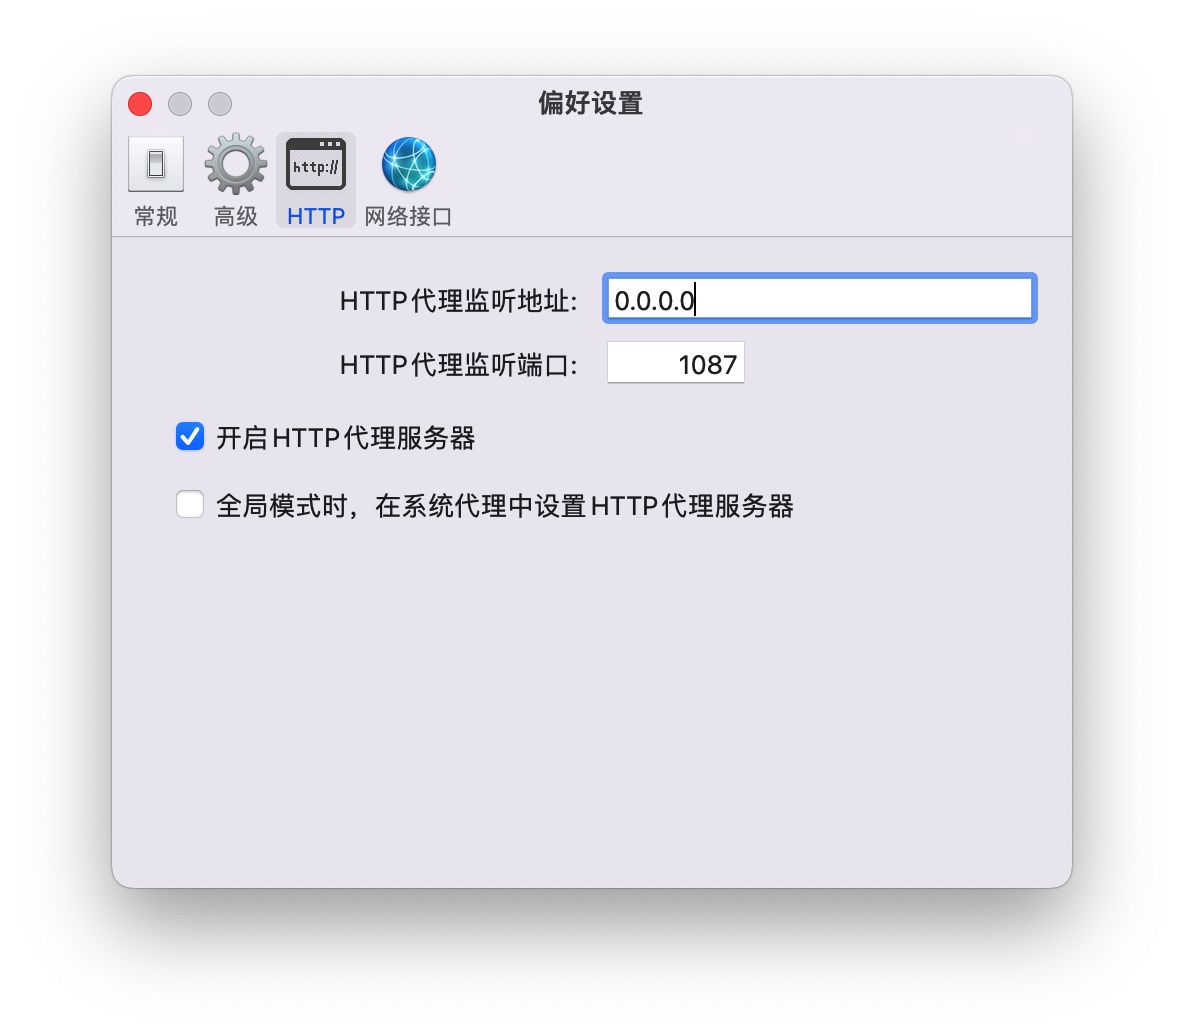 偏好设置
http://
常规 高级 HTTP 网络接口
HTTP代理监听地址: 0.0.0.0
HTTP代理监听端口: 1087
开启HTTP代理服务器
全局模式时，在系统代理中设置HTTP代理服务器